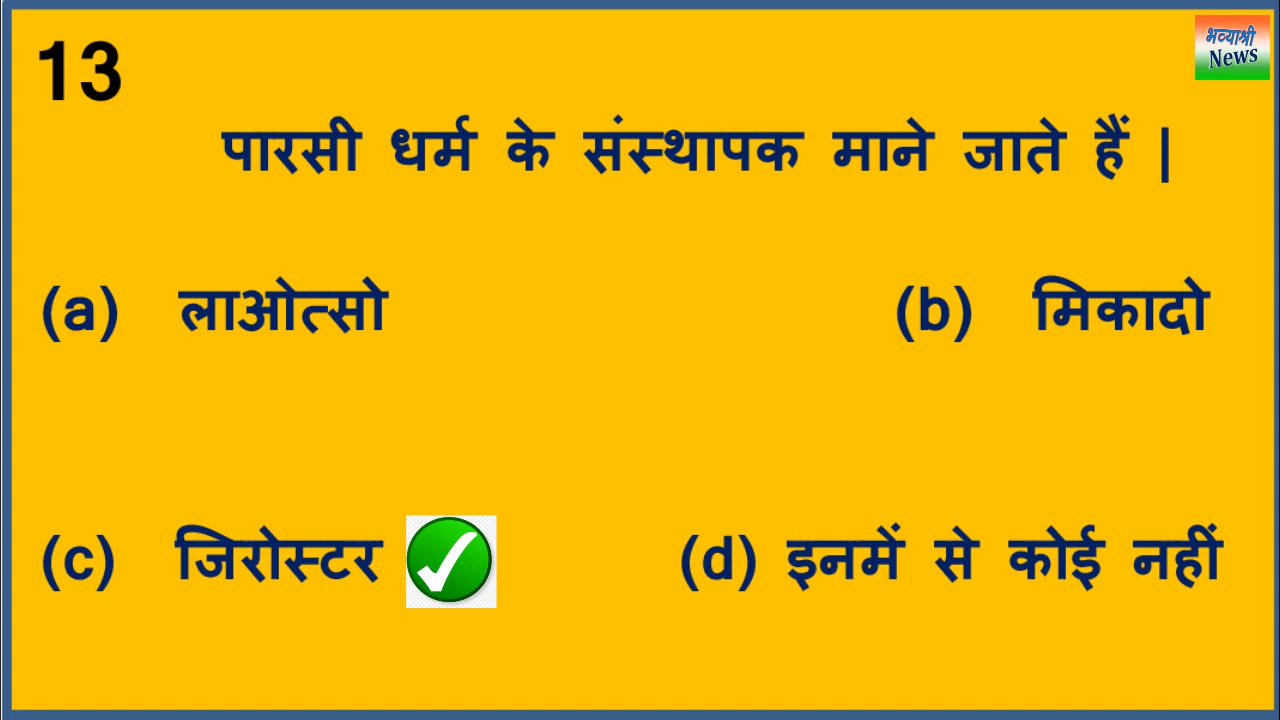 13
भव्याश्री
News
पारसी धर्म के संस्थापक माने जाते हैं |
(a) लाओत्सो
(b) मिकादो
(c) जिरोस्टर
(d) इनमें से कोई नहीं